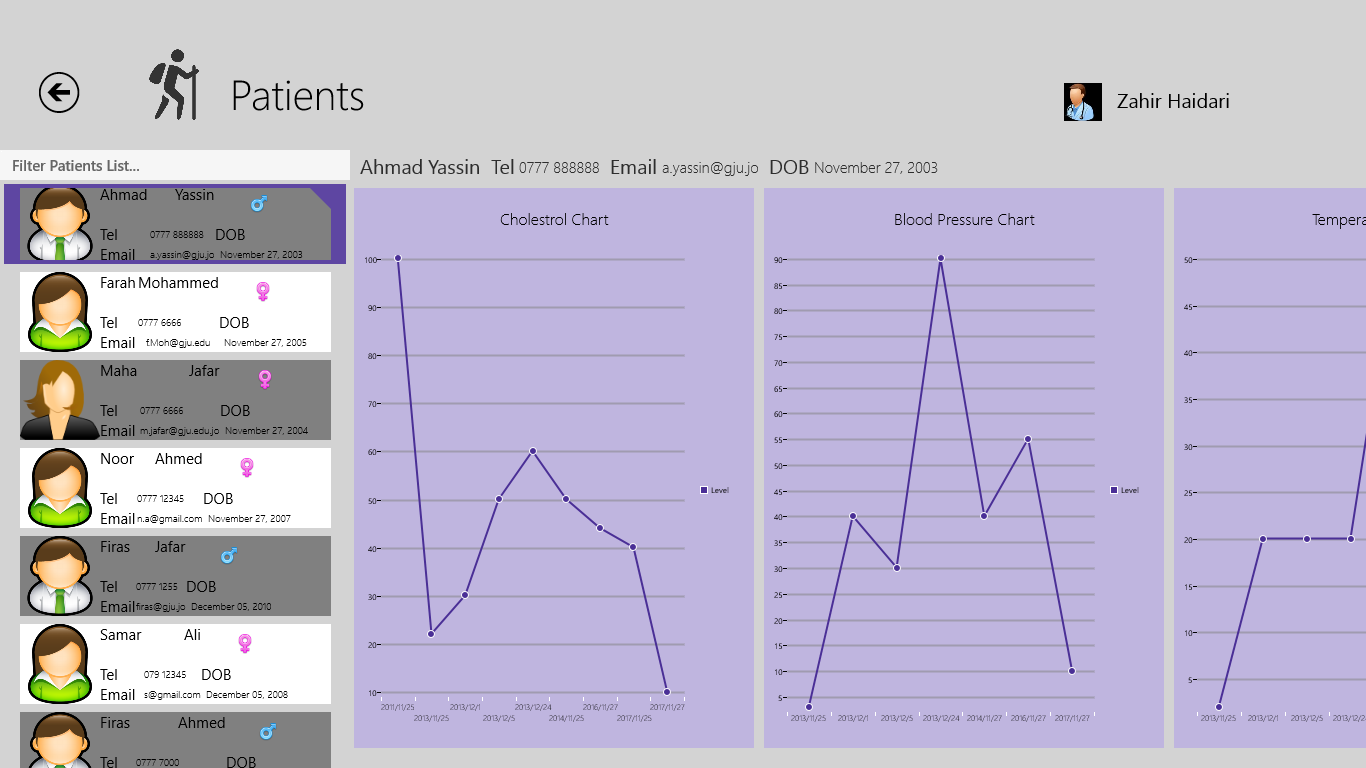 Patients
Zahir Haidari
Filter Patients List...
Ahmad Yassin Tel 0777 888888 Email a.yassin@gju.jo DOB November 27, 2003
Ahmad Yassin
Tel 0777 888888 DOB
Email a.yassin@gju.jo November 27, 2003
Farah Mohammed
Tel 0777 6666 DOB
Email f.Moh@gju.edu November 27, 2005
Maha Jafar
Tel 0777 6666 DOB
Email m.jafar@gju.edu.jo November 27, 2004
Noor Ahmed
Tel 0777 12345 DOB
Email n.a@gmail.com November 27, 2007
Firas Jafar
Tel 0777 1255 DOB
Email firas@gju.jo December 05, 2010
Samar Ali
Tel 079 12345 DOB
Email s@gmail.com December 05, 2008
Firas Ahmed
Tel 0777 7000 DOB
Cholestrol Chart
100
90
80
70
60
50
40
30
20
10
2011/11/25 2013/12/1 2013/12/24 2016/11/27 2017/11/27
2013/11/25 2013/12/5 2014/11/25 2017/11/25
Level
Blood Pressure Chart
90
85
80
75
70
65
60
55
50
45
40
35
30
25
20
15
10
5
2013/11/25 2013/12/1 2013/12/5 2013/12/24 2014/11/27 2016/11/27 2017/11/27
Level
Tempera
50
45
40
35
30
25
20
15
10
5
2013/11/25 2013/12/1 2013/12/5 2013/12/24